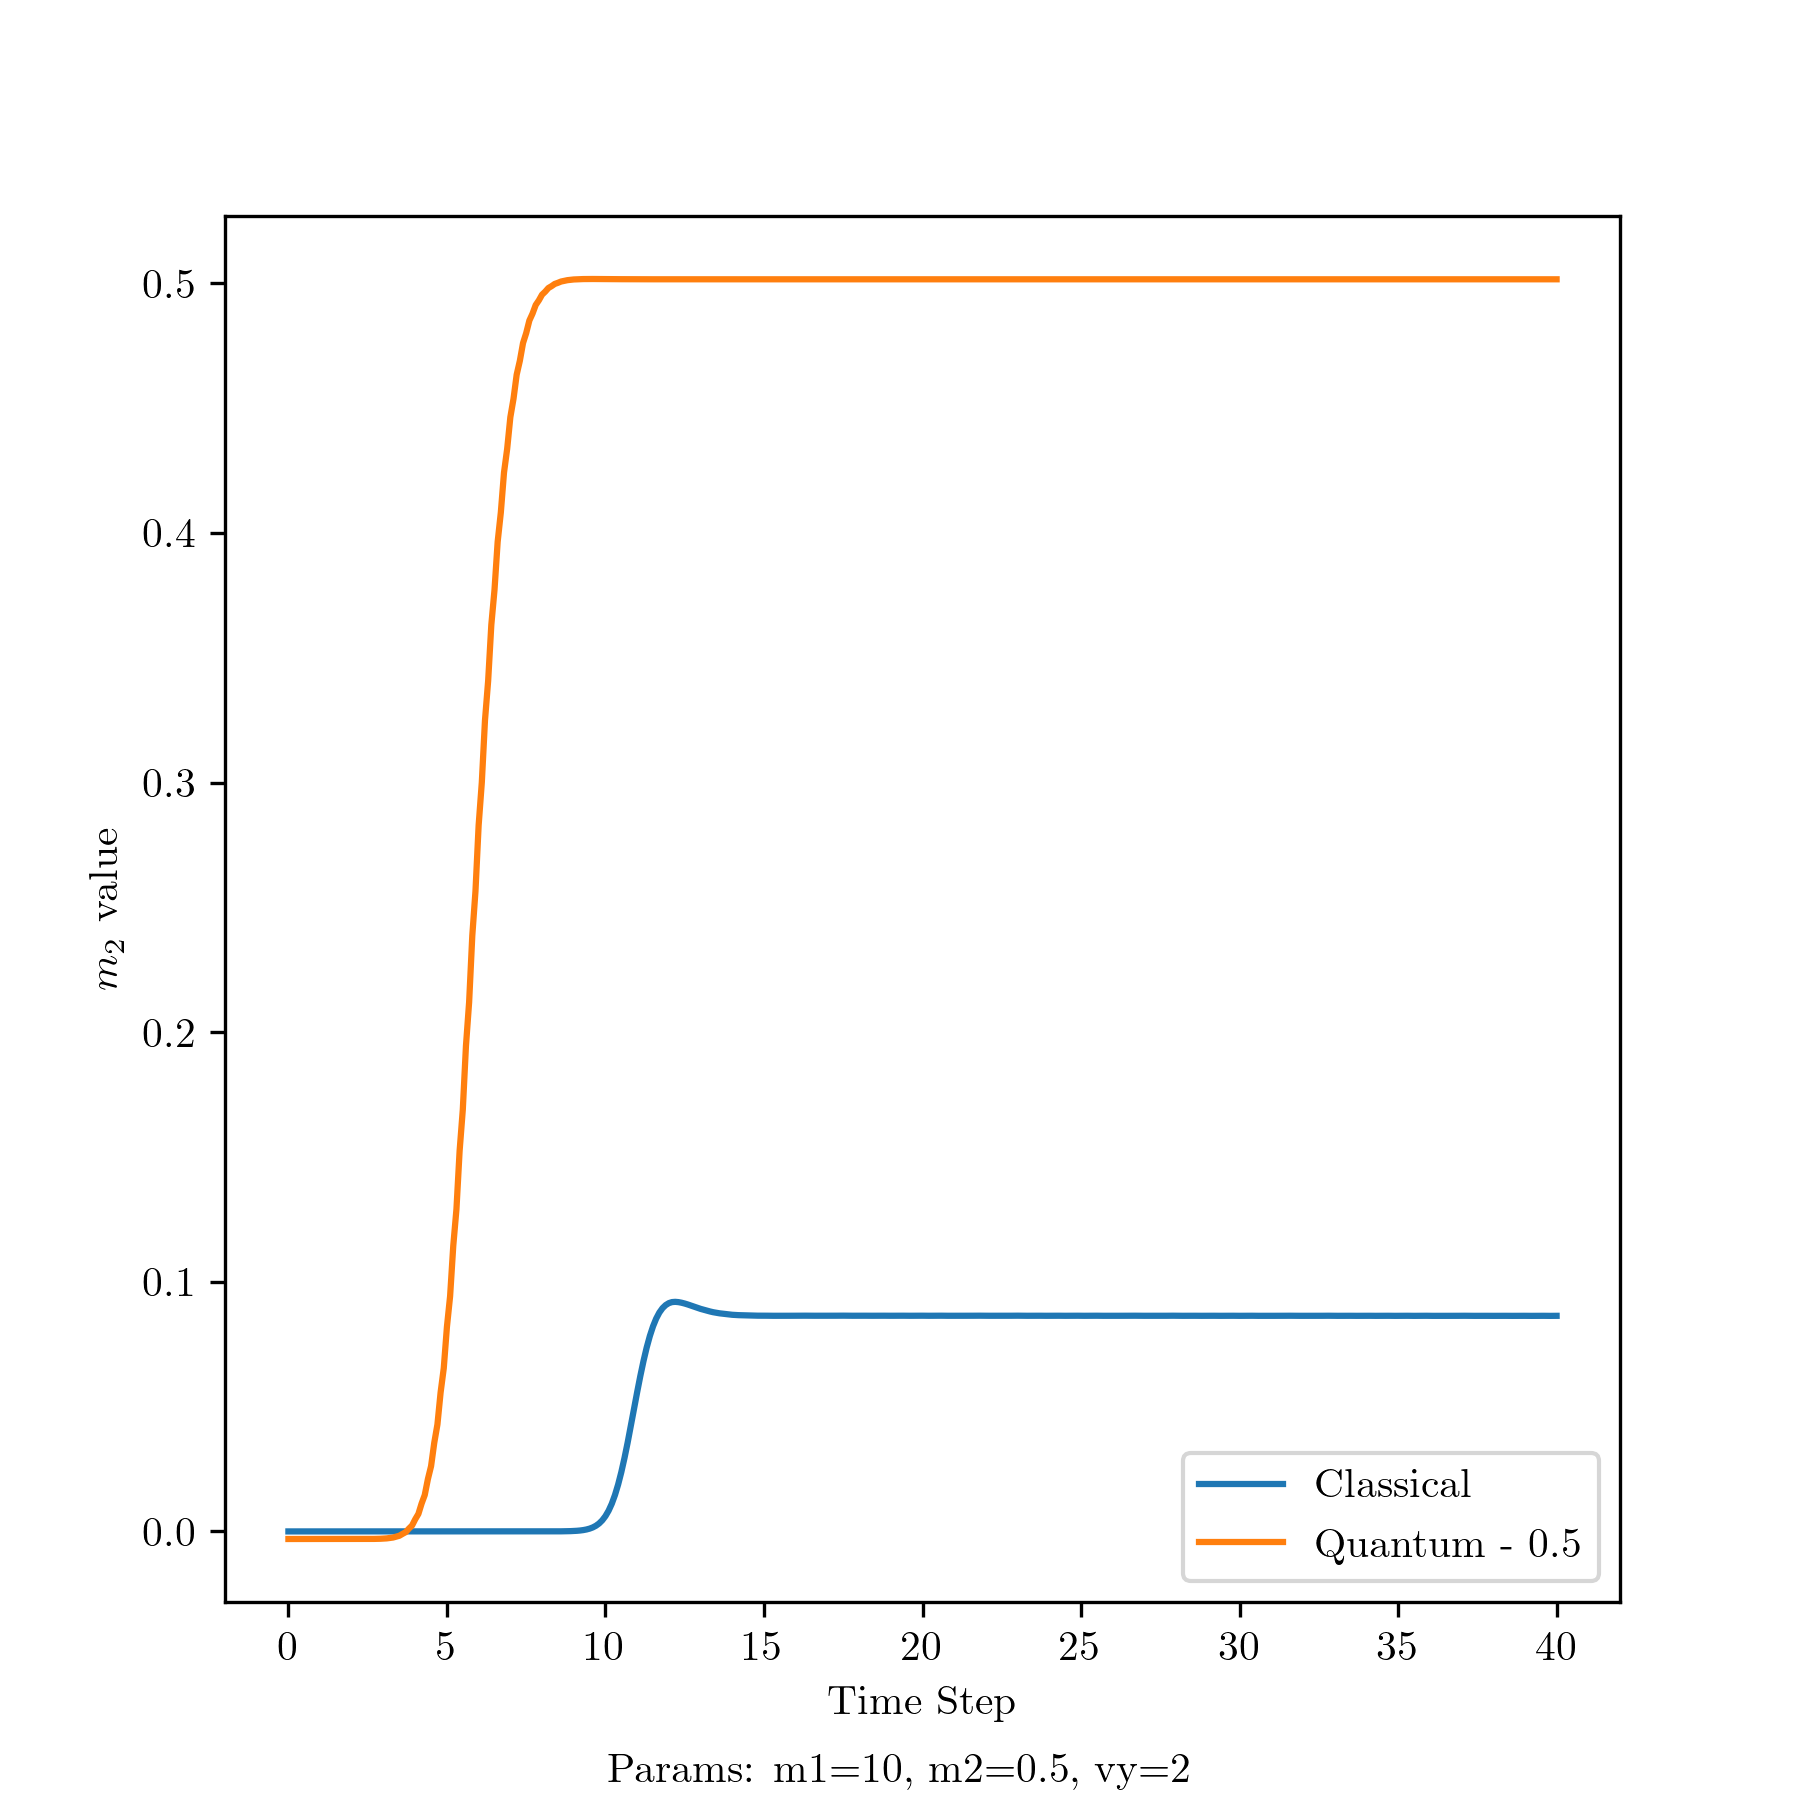 0.5
0.4
0.3
0.2
0.1
0.0
m₂ value
Classical
Quantum - 0.5
0 5 10 15 20 25 30 35 40
Time Step
Params: m1=10, m2=0.5, vy=2